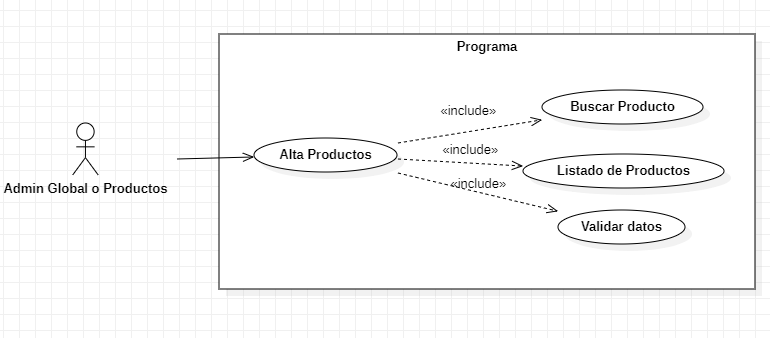 Programa
«include»
Buscar Producto
«include»
Alta Productos
Listado de Productos
«include»
Admin Global o Productos
Validar datos